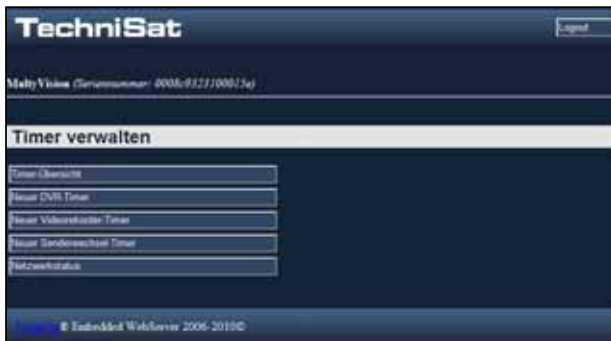 TechniSat
Logout
MultyVision (Seriennummer:
Timer verwalten
Timer-Übersicht
Neuer DVR-Timer
Neuer Videorekorder-Timer
Neuer Senderwechsel-Timer
Netzwerkstatus
© Embedded WebServer 2006-2010©